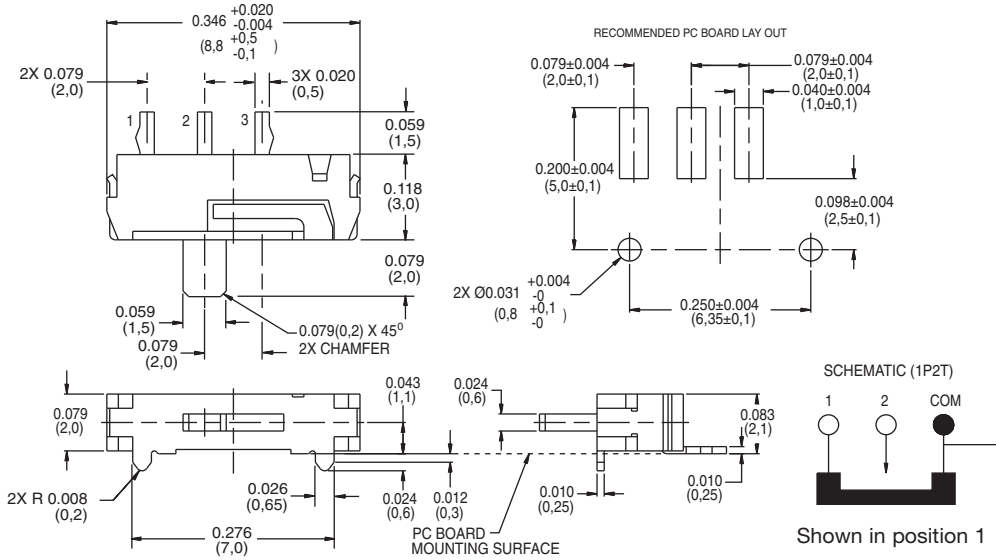 0.346 +0.020 -0.004
(8,8 +0,5 -0,1 )
2X 0.079
(2,0)
3X 0.020
(0,5)
1 2 3
0.059
(1,5)
0.118
(3,0)
0.079
(2,0)
0.059
(1,5)
0.079
(2,0)
0.079(0,2) X 45⁰
2X CHAMFER
RECOMMENDED PC BOARD LAY OUT
0.079±0.004
(2,0±0,1)
0.079±0.004
(2,0±0,1)
0.040±0.004
(1,0±0,1)
0.200±0.004
(5,0±0,1)
0.098±0.004
(2,5±0,1)
2X Ø0.031 +0.004 -0
(0,8 +0,1 -0 )
0.250±0.004
(6,35±0,1)
0.079
(2,0)
0.043
(1,1)
2X R 0.008
(0,2)
0.026
(0,65)
0.024
(0,6)
0.012
(0,3)
0.276
(7,0)
PC BOARD
MOUNTING SURFACE
0.024
(0,6)
0.083
(2,1)
0.010
(0,25)
0.010
(0,25)
SCHEMATIC (1P2T)
1 2 COM
Shown in position 1